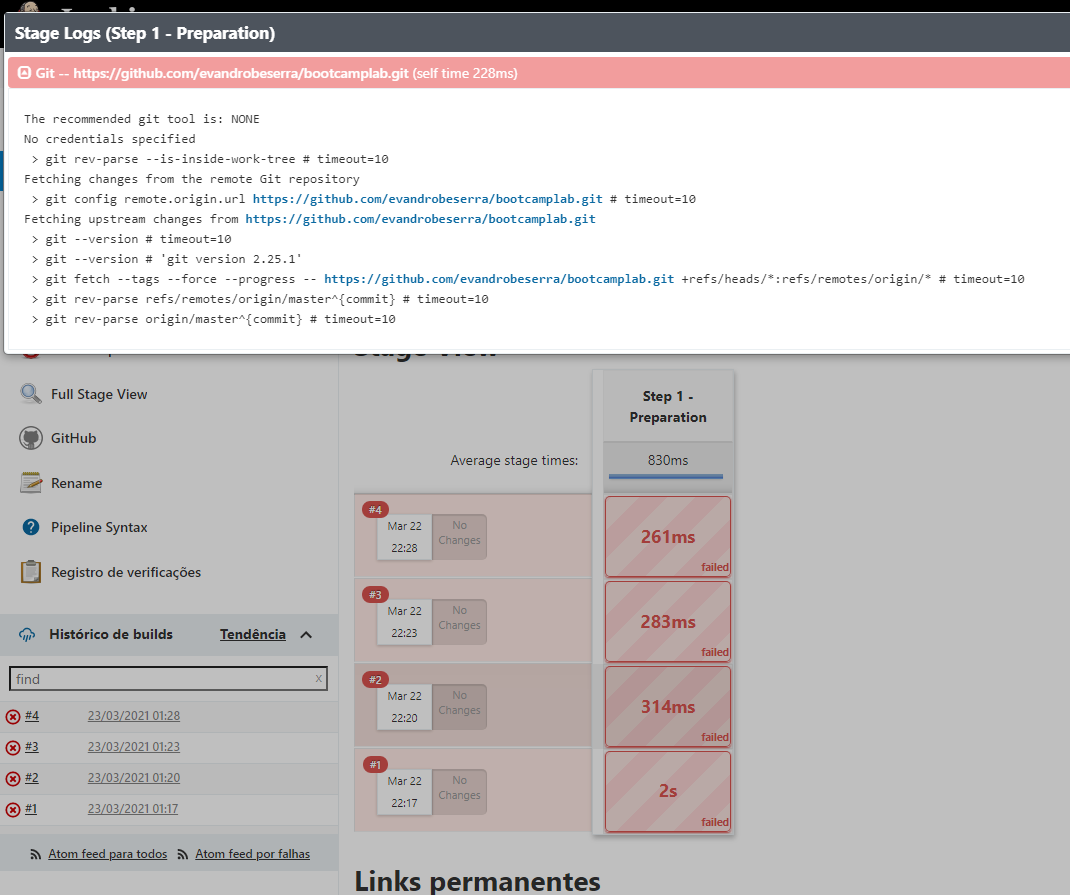 Stage Logs (Step 1 - Preparation)
Git -- https://github.com/evandrobeserra/bootcamplab.git (self time 228ms)
The recommended git tool is: NONE
No credentials specified
> git rev-parse --is-inside-work-tree # timeout=10
Fetching changes from the remote Git repository
> git config remote.origin.url https://github.com/evandrobeserra/bootcamplab.git # timeout=10
Fetching upstream changes from https://github.com/evandrobeserra/bootcamplab.git
> git --version # timeout=10
> git --version # 'git version 2.25.1'
> git fetch --tags --force --progress -- https://github.com/evandrobeserra/bootcamplab.git +refs/heads/*:refs/remotes/origin/* # timeout=10
> git rev-parse refs/remotes/origin/master^{commit} # timeout=10
> git rev-parse origin/master^{commit} # timeout=10
Stage View
Full Stage View
GitHub
Rename
Pipeline Syntax
Registro de verificações
Histórico de builds Tendência
find x
#4 23/03/2021 01:28
#3 23/03/2021 01:23
#2 23/03/2021 01:20
#1 23/03/2021 01:17
Atom feed para todos Atom feed por falhas
Step 1 -
Preparation
Average stage times: 830ms
#4
Mar 22
22:28
No
Changes
261ms
failed
#3
Mar 22
22:23
No
Changes
283ms
failed
#2
Mar 22
22:20
No
Changes
314ms
failed
#1
Mar 22
22:17
No
Changes
2s
failed
Links permanentes